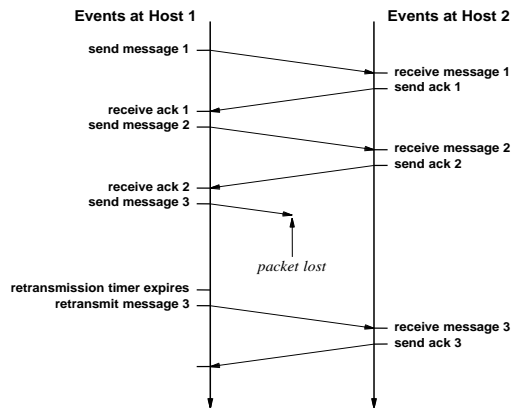 Events at Host 1
Events at Host 2
send message 1
receive message 1
send ack 1
receive ack 1
send message 2
receive message 2
send ack 2
receive ack 2
send message 3
packet lost
retransmission timer expires
retransmit message 3
receive message 3
send ack 3